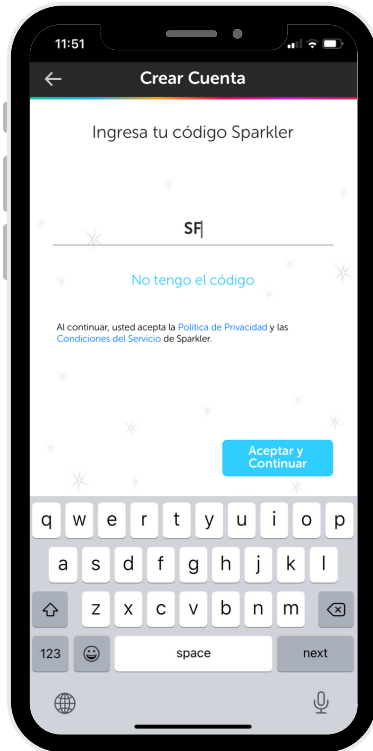 11:51
Crear Cuenta
Ingresa tu código Sparkler
SF
No tengo el código
Al continuar, usted acepta la Política de Privacidad y las
Condiciones del Servicio de Sparkler.
Aceptar y
Continuar
q w e r t y u i o p
a s d f g h j k l
z x c v b n m
123 space next